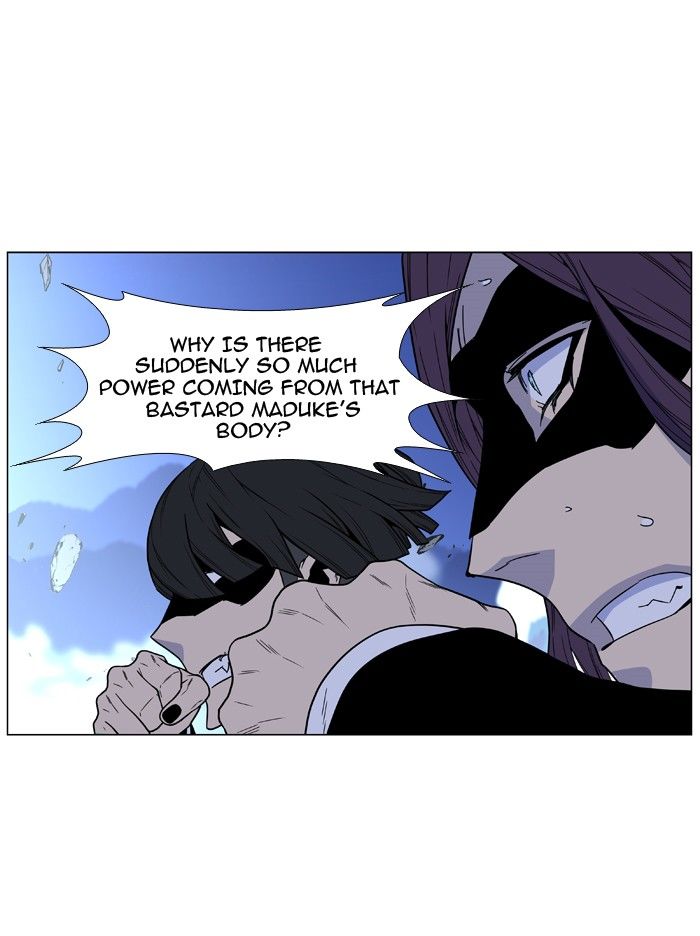 WHY IS THERE
SUDDENLY SO MUCH
POWER COMING FROM THAT
BASTARD MADUKE'S
BODY?